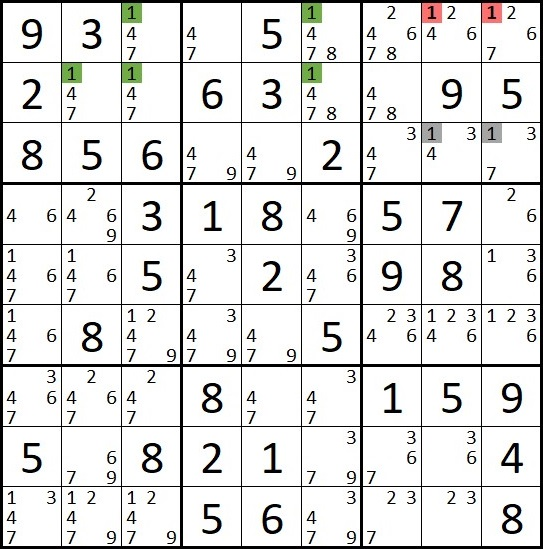 1 1 2 1 2 1 2
9 3 4 4 5 4 4 6 4 6 6
7 7 7 8 7 8 7
1 1 1
2 4 4 6 3 4 4 9 5
7 7 7 8 7 8
3 1 3 1 3
8 5 6 4 4 2 4 4
7 9 7 9 7 7
2 2
4 6 4 6 3 1 8 4 6 5 7 6
9 9
1 1 3 3 1 3
4 6 4 6 5 4 2 4 6 9 8 6
7 7 7
1 1 2 3 2 3 1 2 3 1 2 3
4 6 8 4 4 4 5 4 6 4 6 6
7 7 9 7 9 7 9
3 2 2 3
4 6 4 6 4 8 4 4 1 5 9
7 7 7 7 7
3 3 3
5 6 8 2 1 6 6 4
7 9 7 9 7
1 3 1 2 1 2 3 2 3 2 3
4 4 4 5 6 4 8
7 7 9 7 9 7 9 7